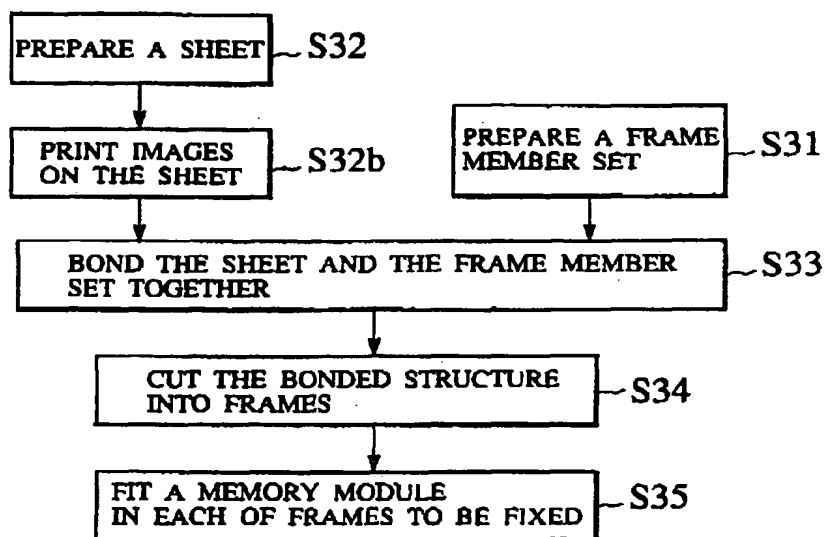 PREPARE A SHEET
S32
PRINT IMAGES
ON THE SHEET
S32b
PREPARE A FRAME
MEMBER SET
S31
BOND THE SHEET AND THE FRAME MEMBER
SET TOGETHER
S33
CUT THE BONDED STRUCTURE
INTO FRAMES
S34
FIT A MEMORY MODULE
IN EACH OF FRAMES TO BE FIXED
S35